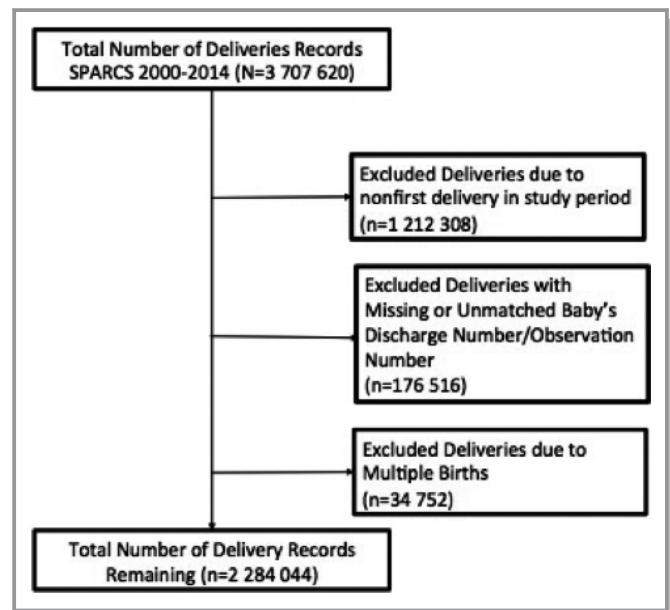 Total Number of Deliveries Records
SPARCS 2000-2014 (N=3 707 620)
Excluded Deliveries due to
nonfirst delivery in study period
(n=1 212 308)
Excluded Deliveries with
Missing or Unmatched Baby's
Discharge Number/Observation
Number
(n=176 516)
Excluded Deliveries due to
Multiple Births
(n=34 752)
Total Number of Delivery Records
Remaining (n=2 284 044)